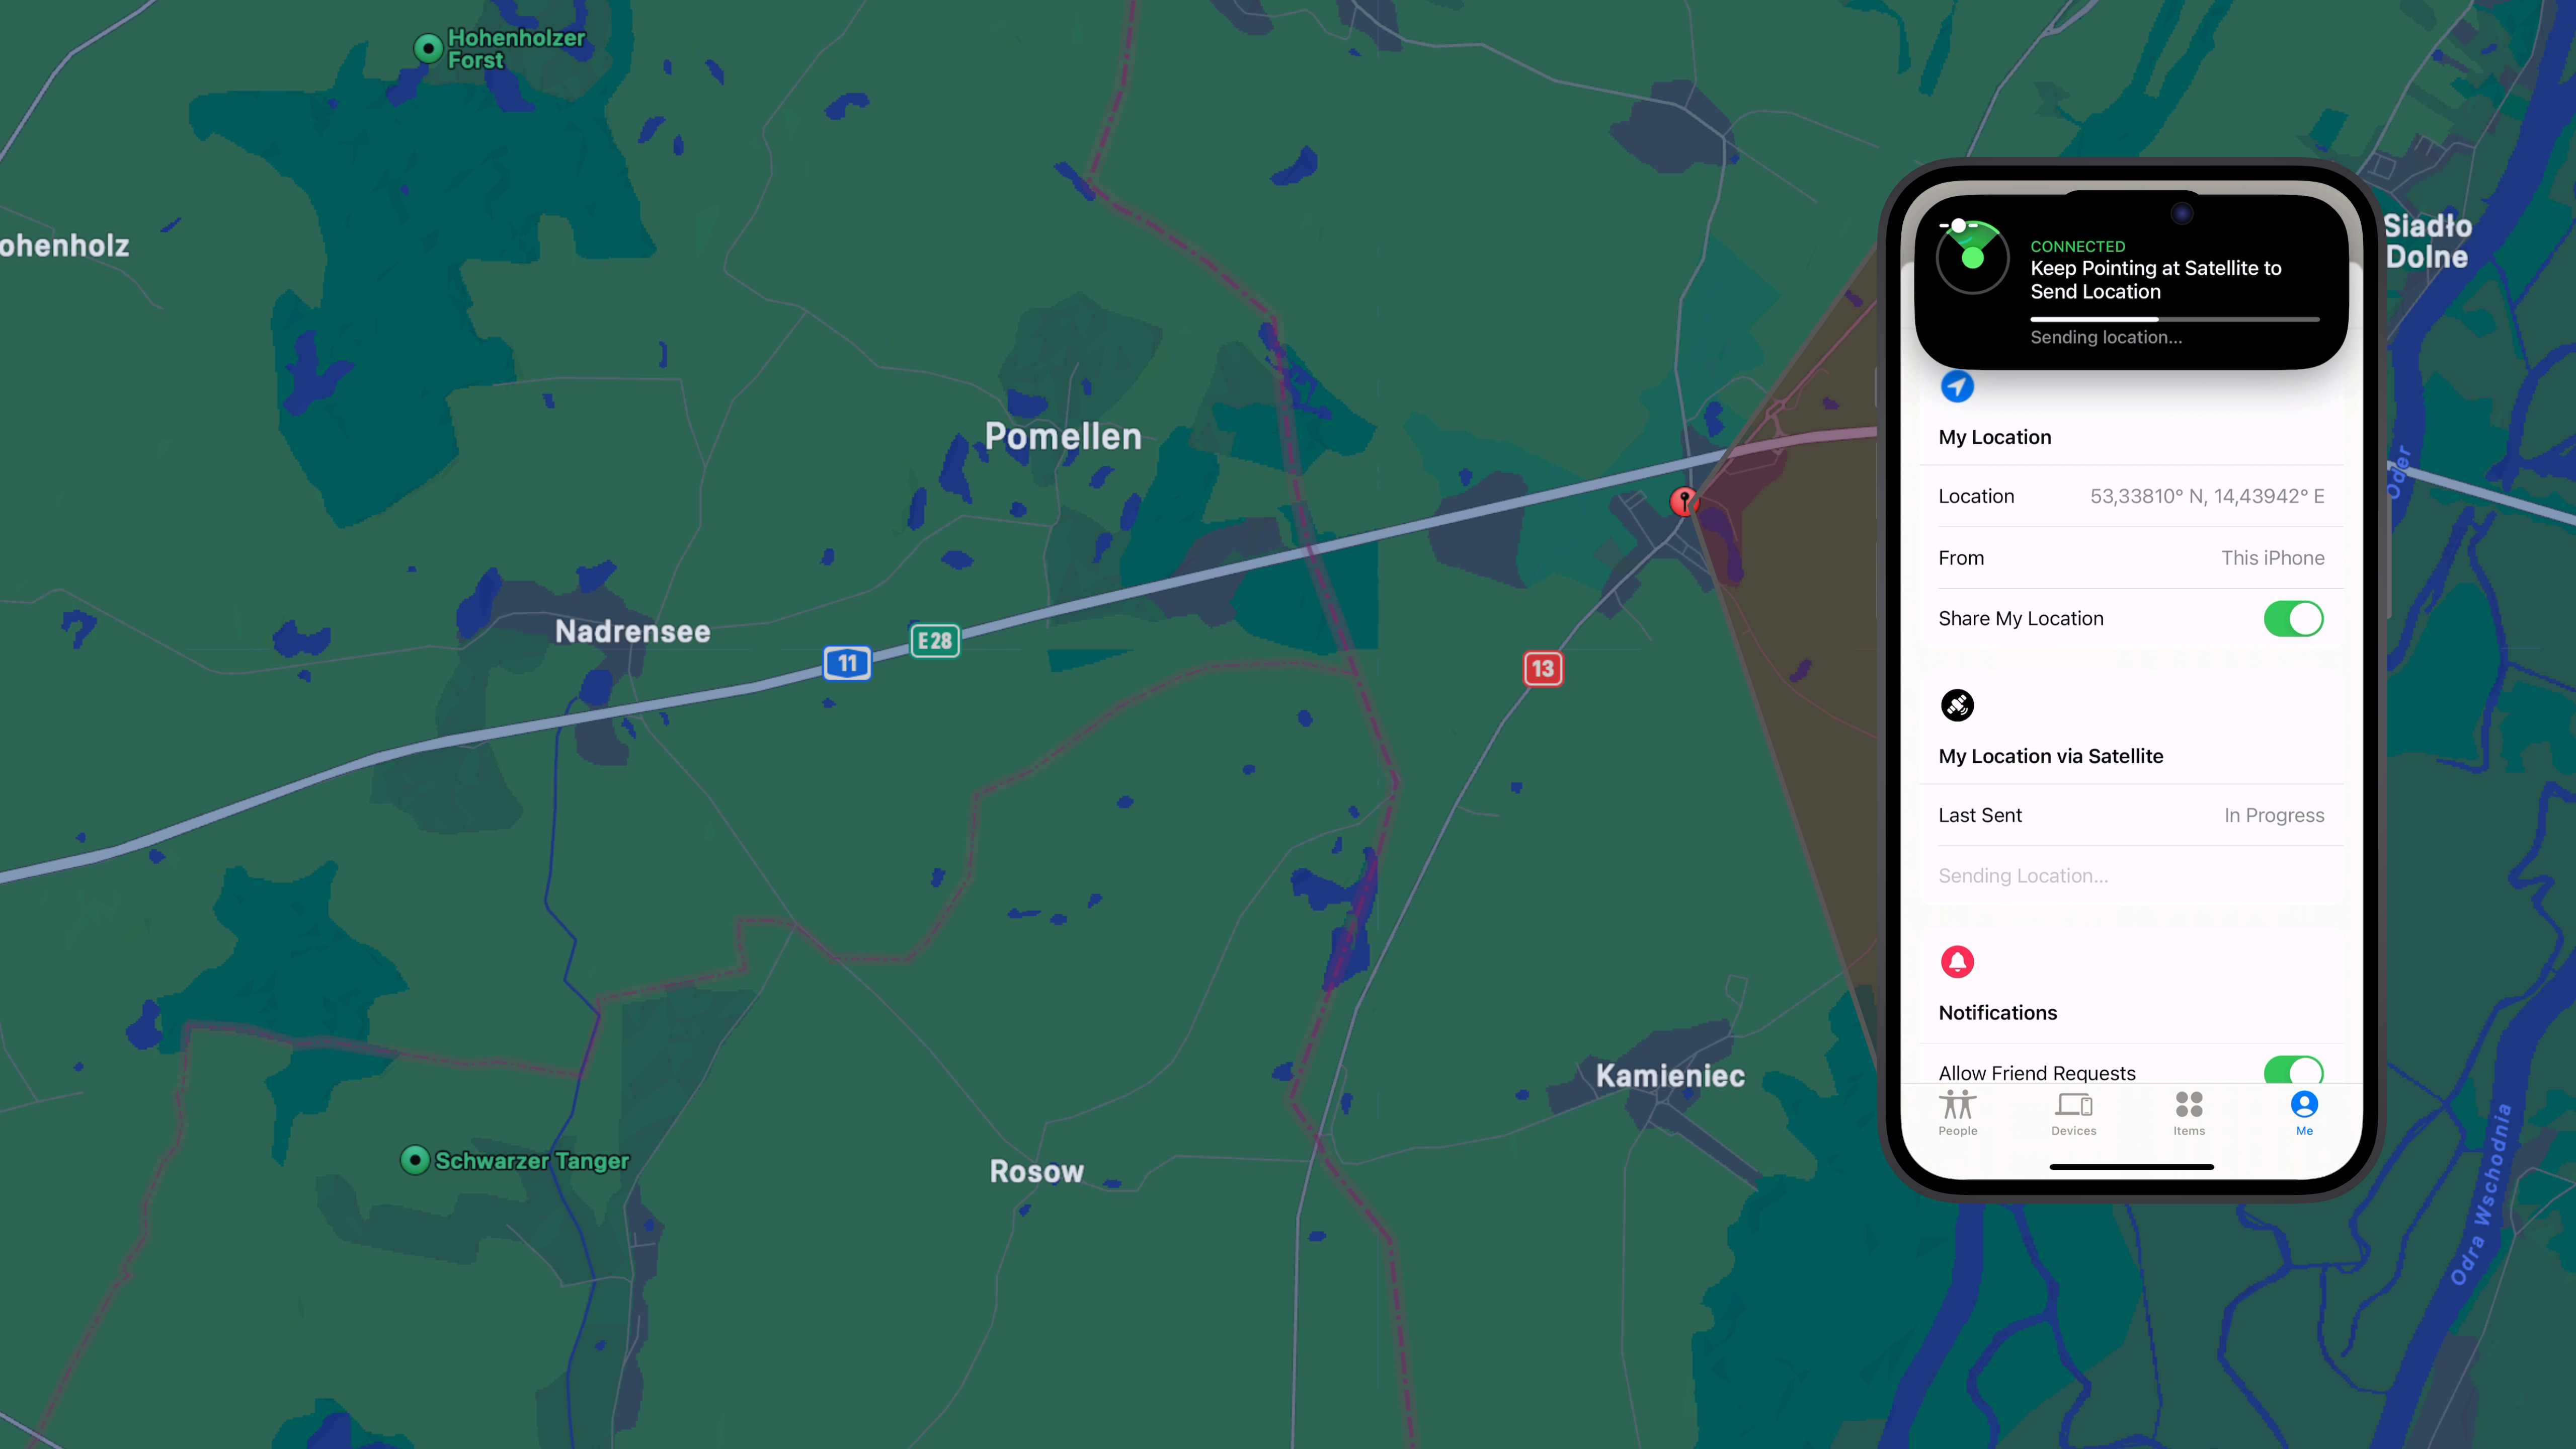 Hohenholzer
Forst
ohenholz
Pomellen
Nadrensee
11
E 28
13
Kamieniec
Rosow
Schwarzer Tanger
Siadło
Dolne
Oder
Odra Wschodnia
CONNECTED
Keep Pointing at Satellite to
Send Location
Sending location...
My Location
Location 53,33810° N, 14,43942° E
From This iPhone
Share My Location
My Location via Satellite
Last Sent In Progress
Sending Location...
Notifications
Allow Friend Requests
People Devices Items Me